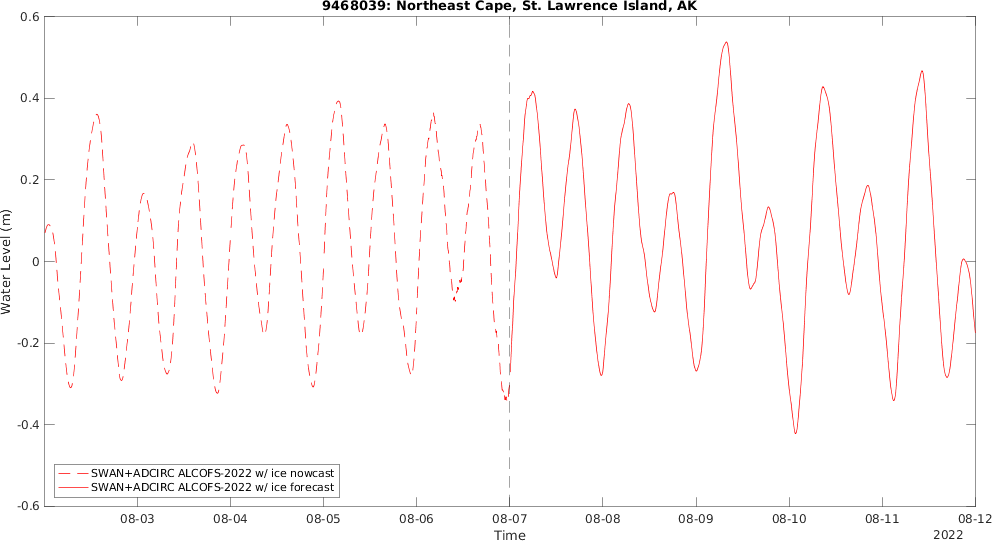 9468039: Northeast Cape, St. Lawrence Island, AK
0.6
0.4
0.2
0
-0.2
-0.4
-0.6
Water Level (m)
SWAN+ADCIRC ALCOFS-2022 w/ ice nowcast
SWAN+ADCIRC ALCOFS-2022 w/ ice forecast
08-03 08-04 08-05 08-06 08-07 08-08 08-09 08-10 08-11 08-12
Time
2022